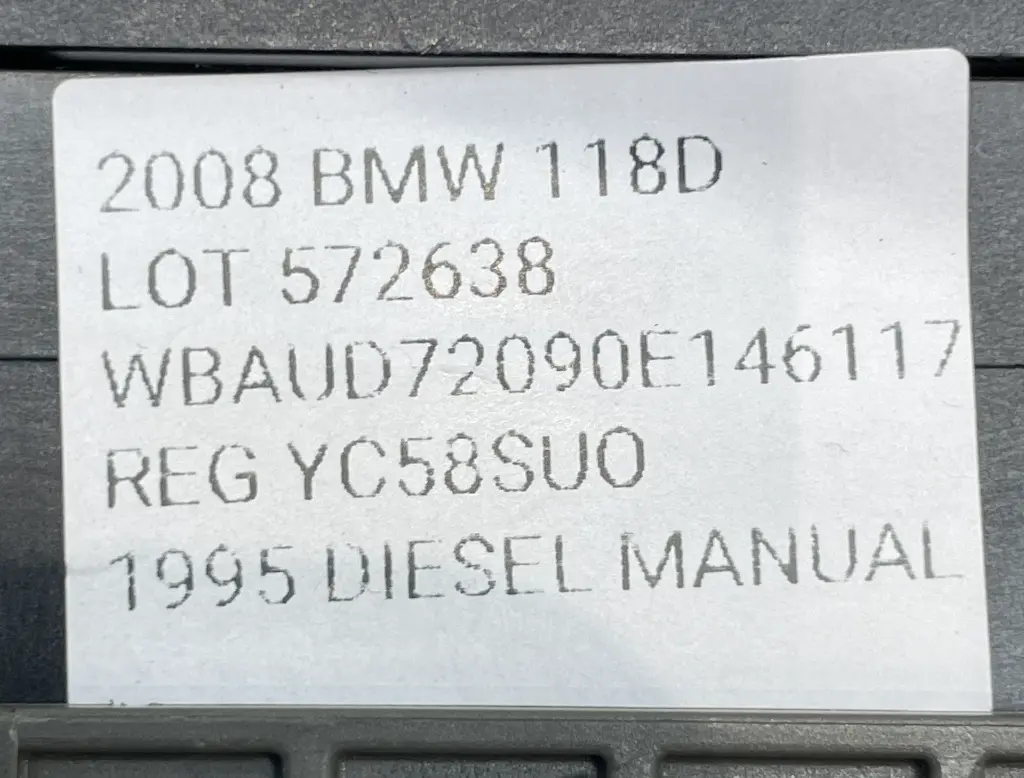 2008 BMW 118D
LOT 572638
WBAUD72090E146117
REG YC58SUO
1995 DIESEL MANUAL